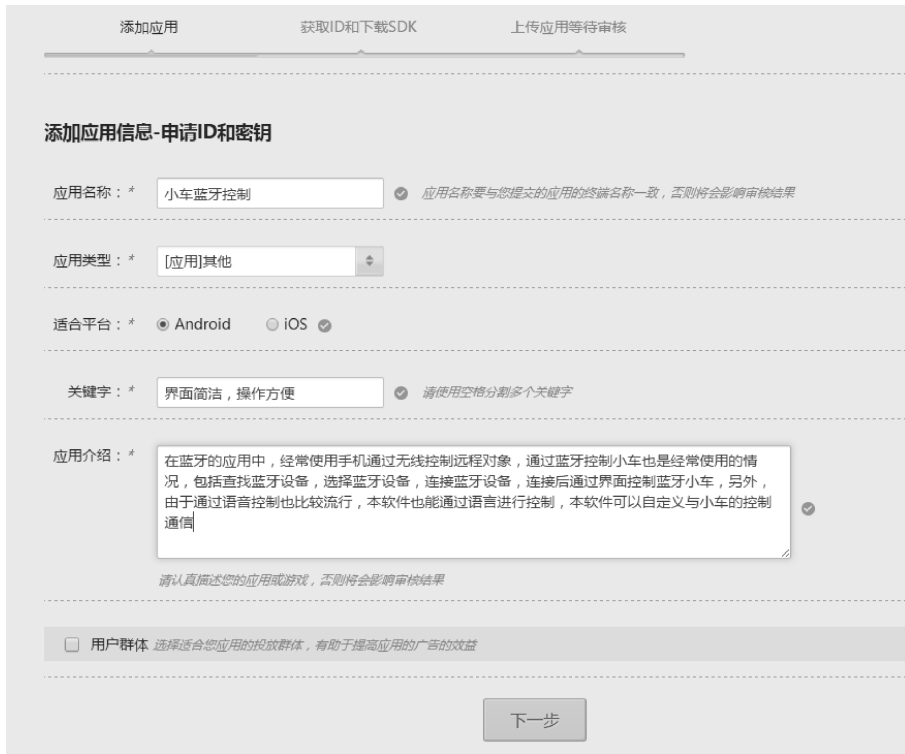 添加应用 获取ID和下载SDK 上传应用等待审核
添加应用信息-申请ID和密钥
应用名称：* 小车蓝牙控制 应用名称要与您提交的应用的终端名称一致，否则将会影响审核结果
应用类型：* [应用]其他
适合平台：* Android iOS
关键字：* 界面简洁，操作方便 请使用空格分割多个关键字
应用介绍：* 在蓝牙的应用中，经常使用手机通过无线控制远程对象，通过蓝牙控制小车也是经常使用的情
况，包括查找蓝牙设备，选择蓝牙设备，连接蓝牙设备，连接后通过界面控制蓝牙小车，另外，
由于通过语音控制也比较流行，本软件也能通过语言进行控制，本软件可以自定义与小车的控制
通信
请认真描述您的应用或游戏，否则将会影响审核结果
用户群体 选择适合您应用的投放群体，有助于提高应用的广告的效益
下一步